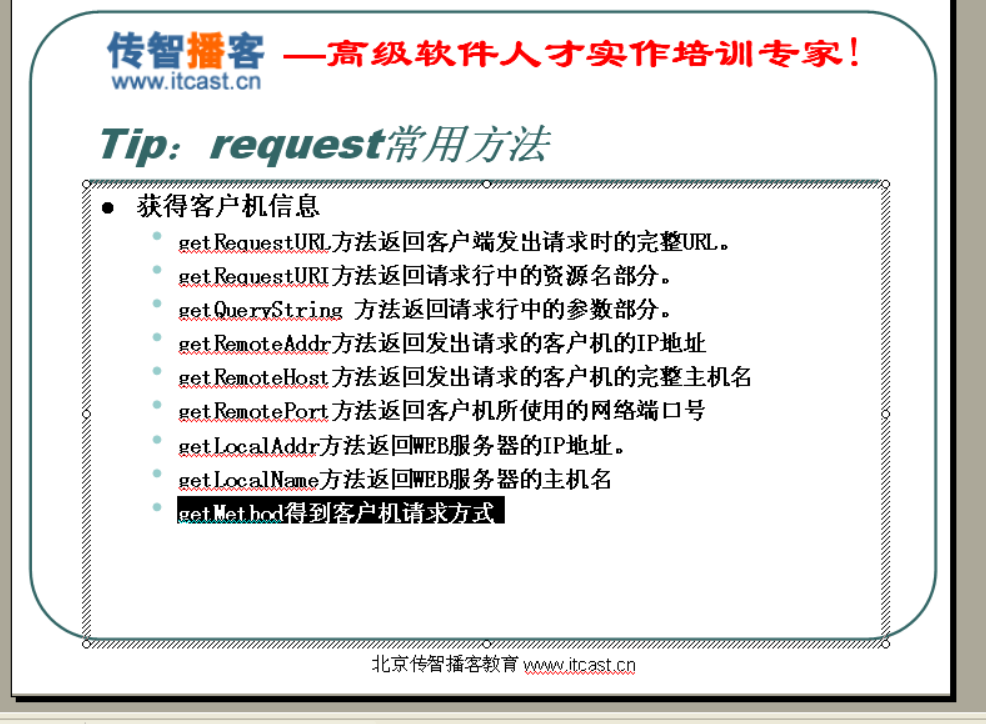 传智播客 —高级软件人才实作培训专家!
www.itcast.cn
Tip：request常用方法
获得客户机信息
getRequestURL方法返回客户端发出请求时的完整URL。
getRequestURI方法返回请求行中的资源名部分。
getQueryString 方法返回请求行中的参数部分。
getRemoteAddr方法返回发出请求的客户机的IP地址
getRemoteHost方法返回发出请求的客户机的完整主机名
getRemotePort方法返回客户机所使用的网络端口号
getLocalAddr方法返回WEB服务器的IP地址。
getLocalName方法返回WEB服务器的主机名
getMethod得到客户机请求方式
北京传智播客教育 www.itcast.cn